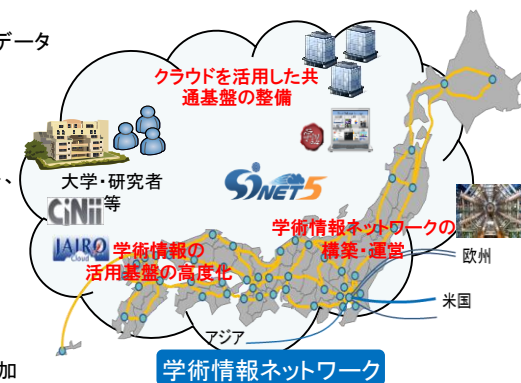 データ
クラウドを活用した共
通基盤の整備
、
大学・研究者
等
CiNii
SINET5
JAIRO
Cloud
学術情報の
活用基盤の高度化
学術情報ネットワークの
構築・運営
欧州
米国
アジア
加
学術情報ネットワーク